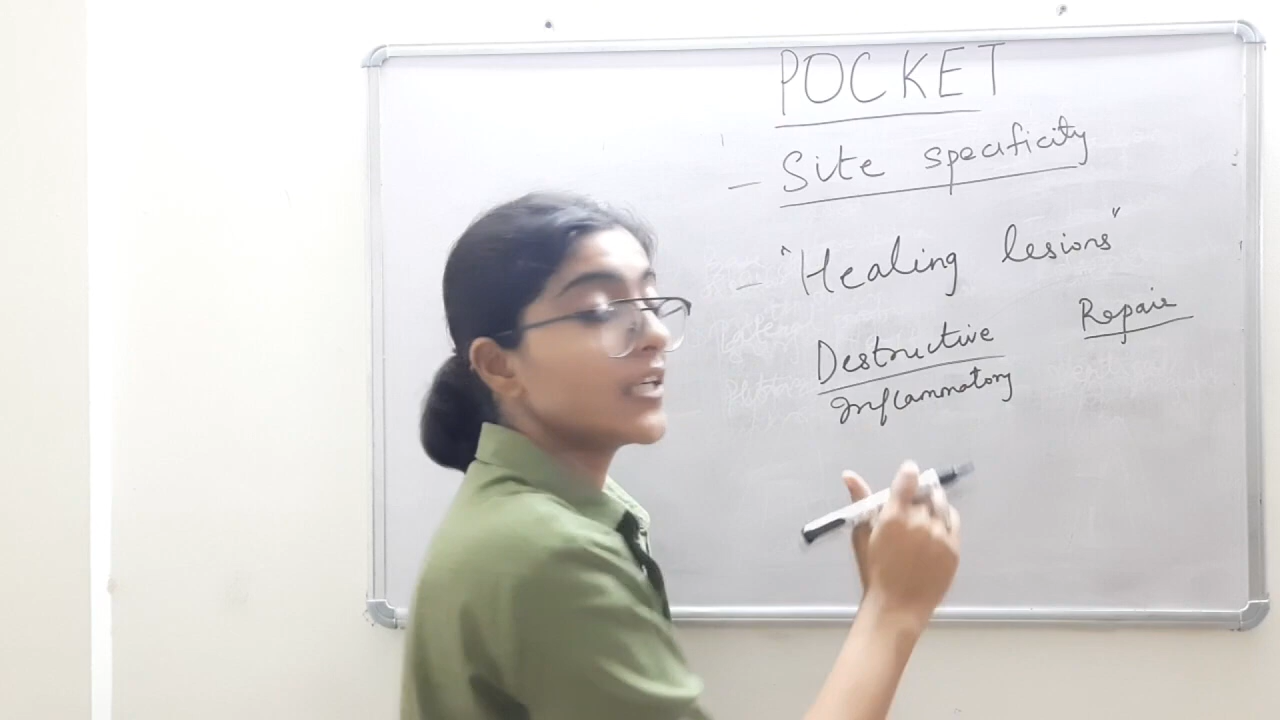 POCKET
- Site specificity
- "Healing lesions"
Destructive Repair
Inflammatory